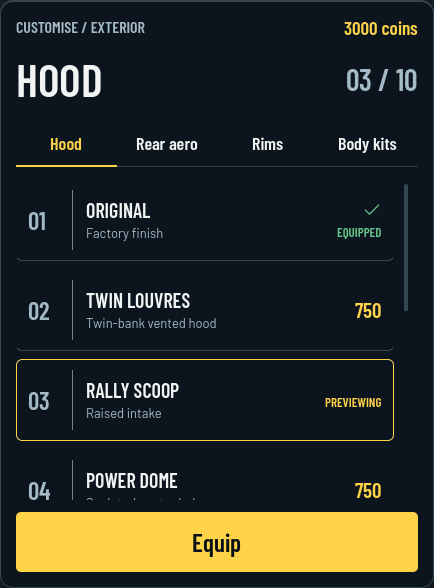 CUSTOMISE / EXTERIOR
3000 coins
HOOD
03 / 10
Hood Rear aero Rims Body kits
01
ORIGINAL
Factory finish
EQUIPPED
02
TWIN LOUVRES
Twin-bank vented hood
750
03
RALLY SCOOP
Raised intake
PREVIEWING
04
POWER DOME
750
Equip